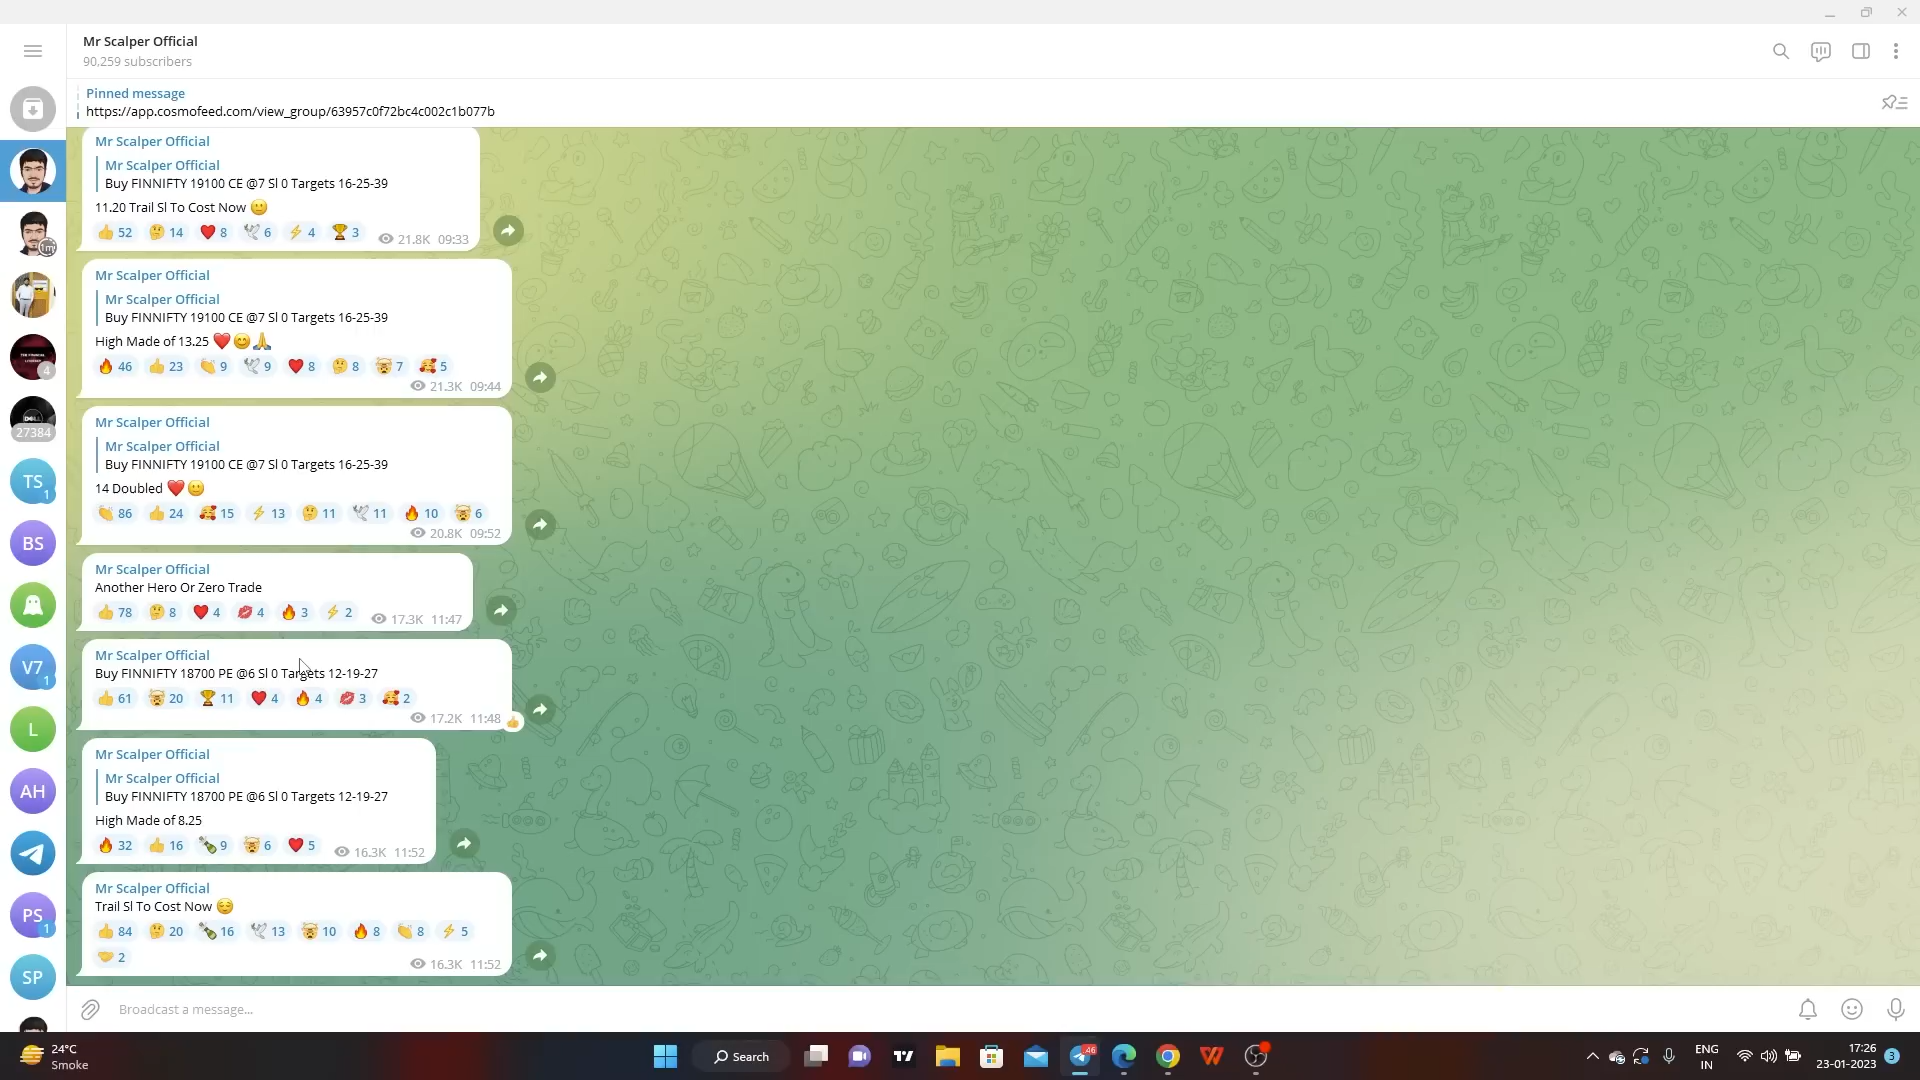 Mr Scalper Official
90,259 subscribers
Pinned message
https://app.cosmofeed.com/view_group/63957c0f72bc4c002c1b077b
Mr Scalper Official
Mr Scalper Official
Buy FINNIFTY 19100 CE @7 Sl 0 Targets 16-25-39
11.20 Trail Sl To Cost Now 🙂
👍 52 🤔 14 ❤️ 8 🕊 6 ⚡ 4 🏆 3 21.8K 09:33
Mr Scalper Official
Mr Scalper Official
Buy FINNIFTY 19100 CE @7 Sl 0 Targets 16-25-39
High Made of 13.25 ❤️😊🙏
🔥 46 👍 23 👏 9 🕊 9 ❤️ 8 🤔 8 🤯 7 🥰 5
21.3K 09:44
Mr Scalper Official
Mr Scalper Official
Buy FINNIFTY 19100 CE @7 Sl 0 Targets 16-25-39
14 Doubled ❤️🙂
👏 86 👍 24 🥰 15 ⚡ 13 🤔 11 🕊 11 🔥 10 🤯 6
20.8K 09:52
Mr Scalper Official
Another Hero Or Zero Trade
👍 78 🤔 8 ❤️ 4 💋 4 🔥 3 ⚡ 2 17.3K 11:47
Mr Scalper Official
Buy FINNIFTY 18700 PE @6 Sl 0 Targets 12-19-27
👍 61 🤯 20 🏆 11 ❤️ 4 🔥 4 💋 3 🥰 2
17.2K 11:48
Mr Scalper Official
Mr Scalper Official
Buy FINNIFTY 18700 PE @6 Sl 0 Targets 12-19-27
High Made of 8.25
🔥 32 👍 16 🍾 9 🤯 6 ❤️ 5 16.3K 11:52
Mr Scalper Official
Trail Sl To Cost Now 😌
👍 84 🤔 20 🍾 16 🕊 13 🤯 10 🔥 8 👏 8 ⚡ 5
🤝 2
16.3K 11:52
Broadcast a message...
1m
4
DELL
27384
TS
1
BS
V7
1
L
AH
PS
1
SP
24°C
Smoke
Search
46
ENG
IN
17:26
23-01-2023
3